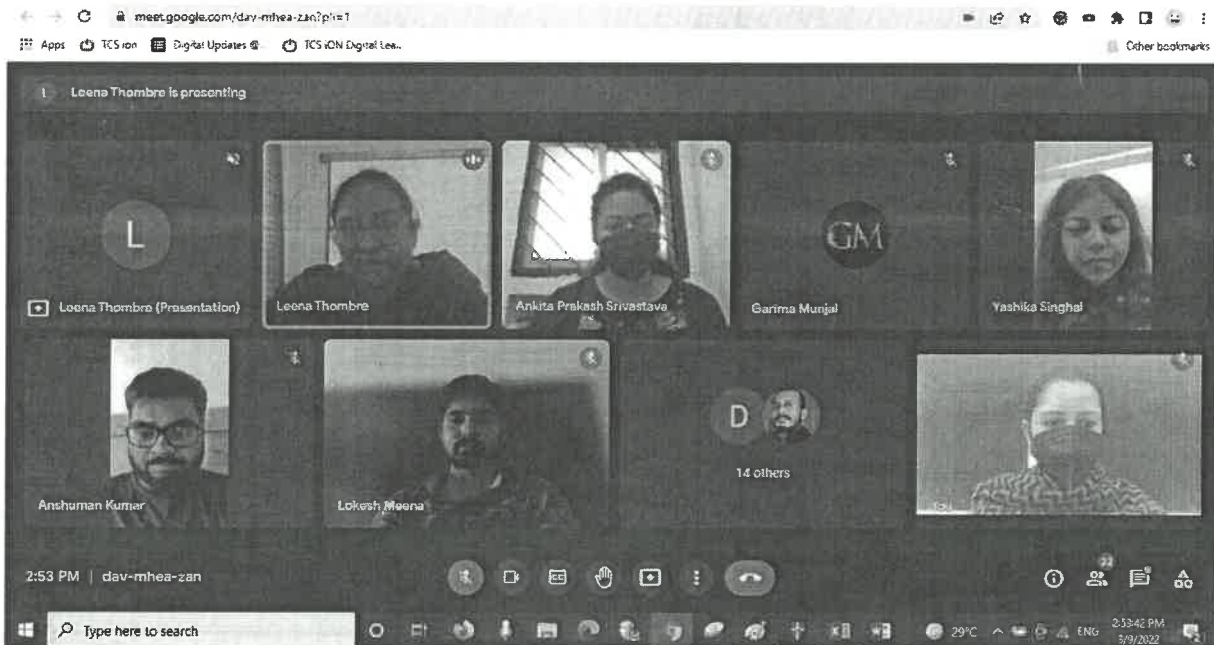 meet.google.com/dav-mhea-zan?pli=1
Apps TCS ion Digital Updates @... TCS iON Digital Lea...
Other bookmarks
L Leena Thombre is presenting
L
GM
Leena Thombre (Presentation)
Leena Thombre
Ankita Prakash Srivastava
Garima Munjal
Yashika Singhal
D
14 others
Anshuman Kumar
Lokesh Meena
You
2:53 PM | dav-mhea-zan
CC
22
Type here to search
29°C
ENG
2:53:42 PM
9/9/2022